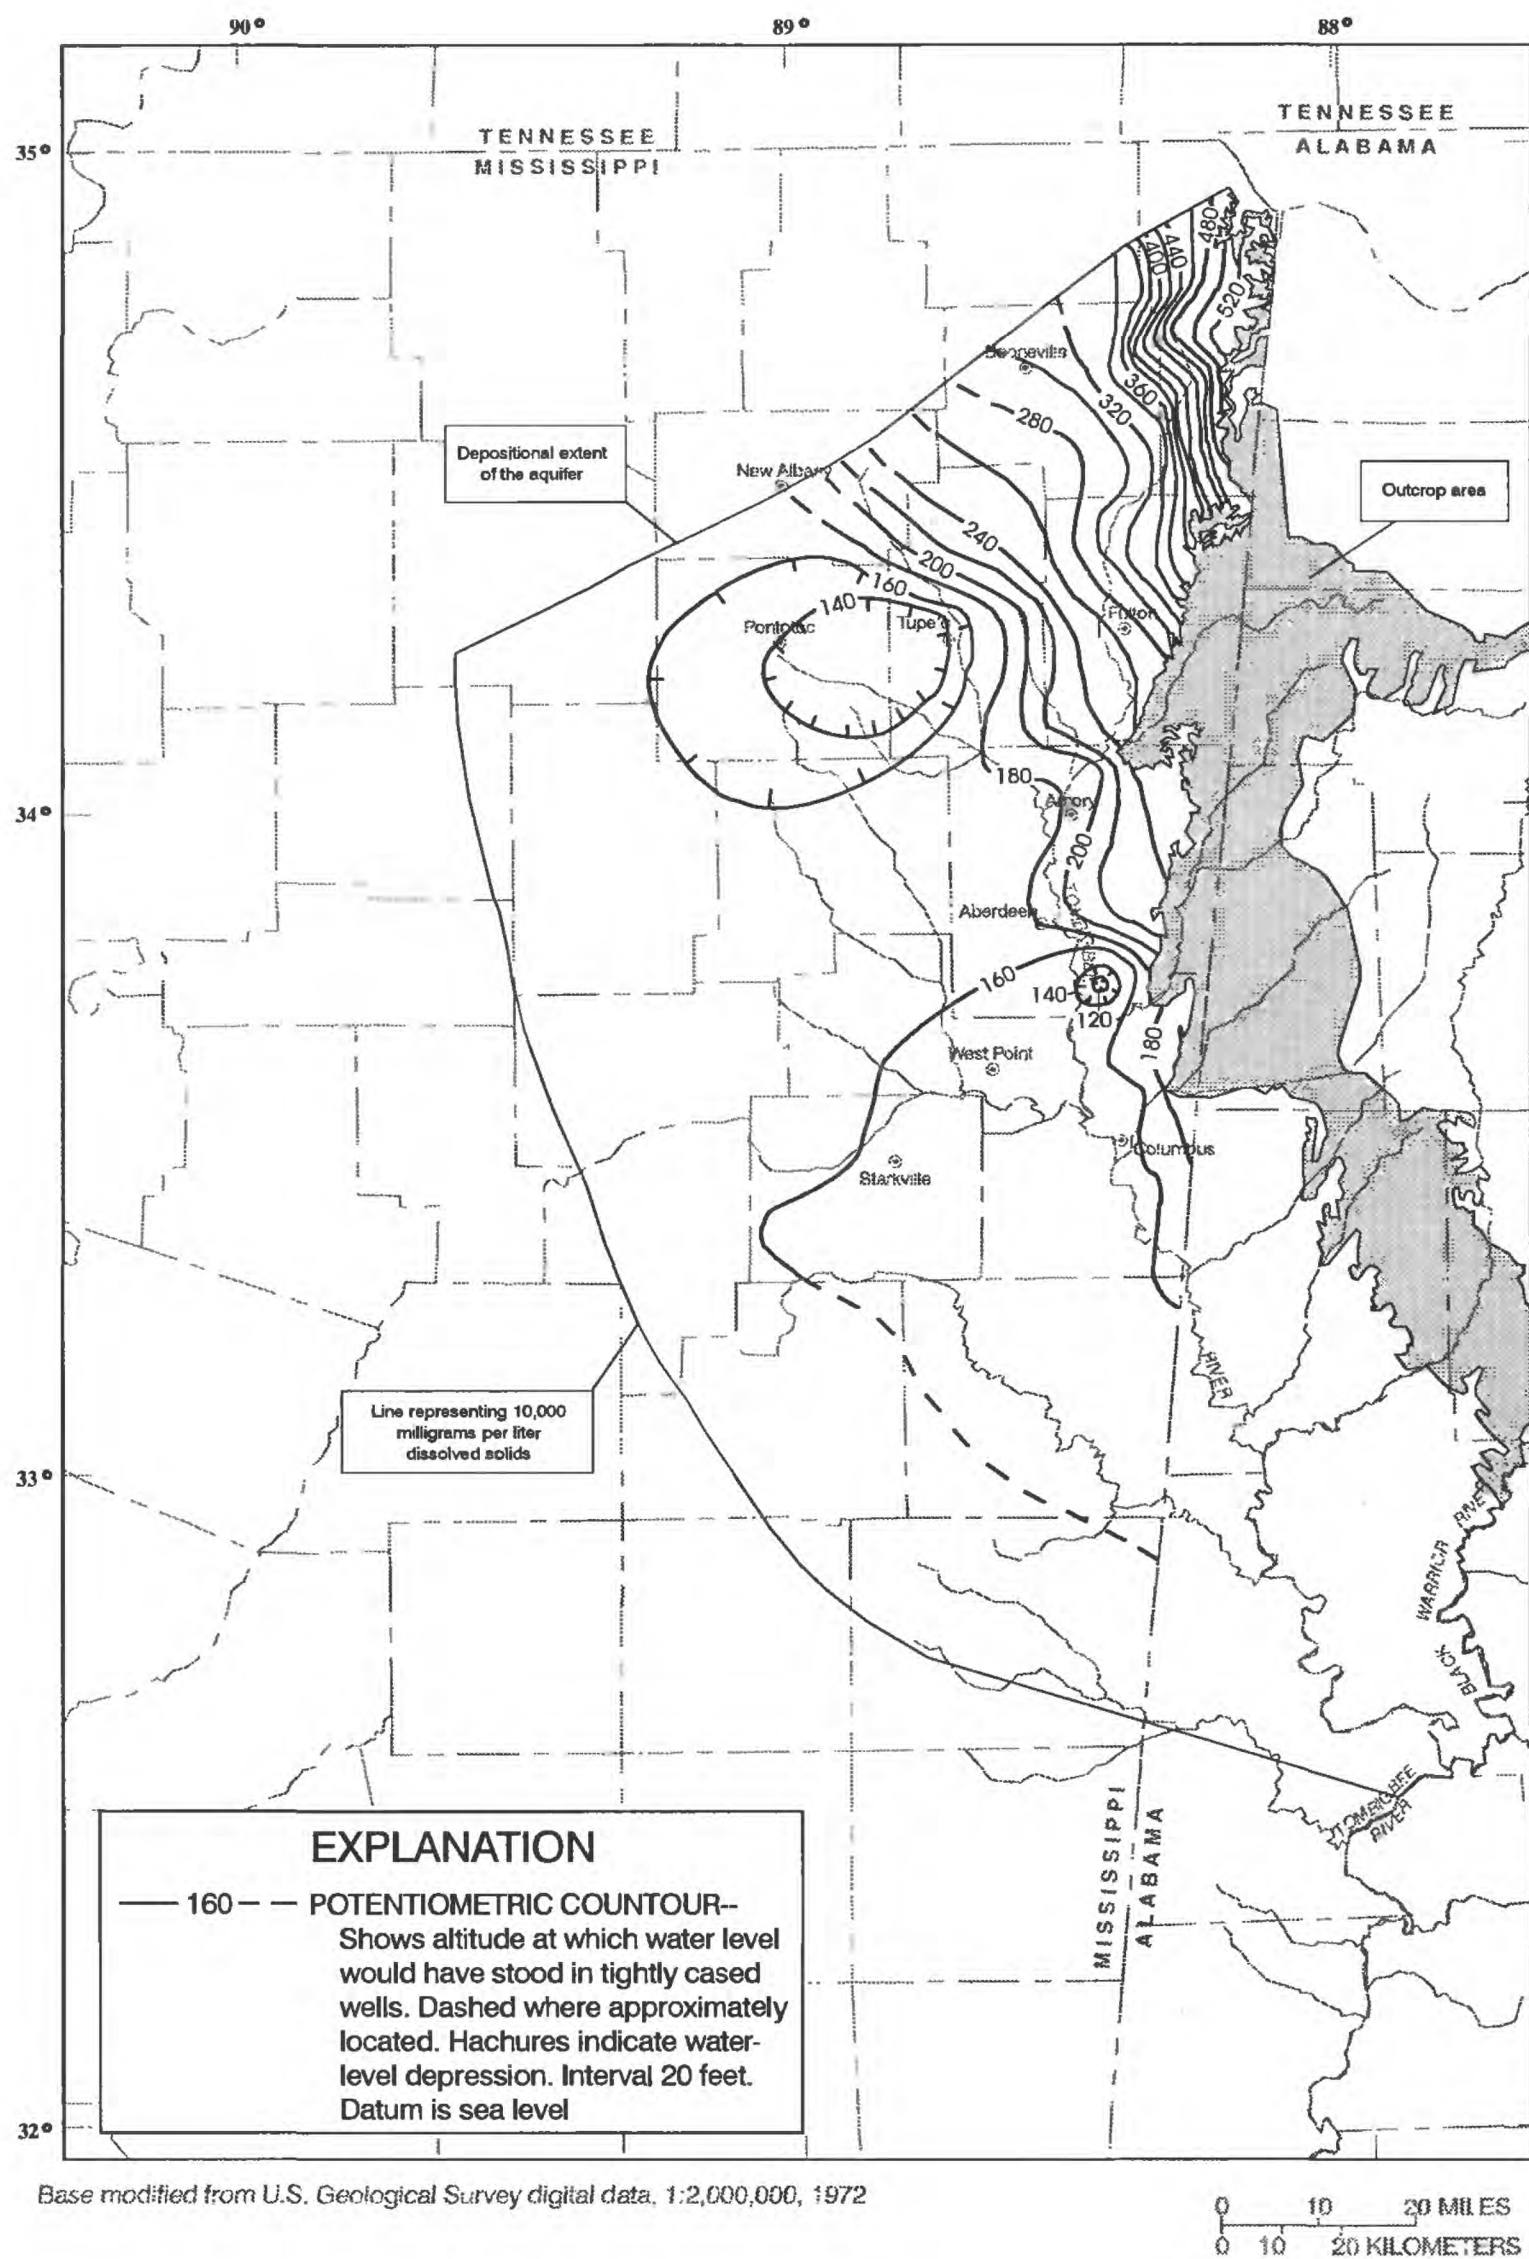 90° 89° 88°
TENNESSEE
MISSISSIPPI
TENNESSEE
ALABAMA
35°
480
440
400
520
Booneville
360
320
280
Depositional extent
of the aquifer
New Albany
Outcrop area
240
200
160
140
Pontotoc
Tupelo
Fulton
180
34°
Amory
200
Aberdeen
TOMBIGBEE
160
140
120
180
West Point
Columbus
Starkville
RIVER
Line representing 10,000
milligrams per liter
dissolved solids
33°
RIVER
WARRIOR
BLACK
TOMBIGBEE
RIVER
MISSISSIPPI
ALABAMA
EXPLANATION
160 POTENTIOMETRIC COUNTOUR--
Shows altitude at which water level
would have stood in tightly cased
wells. Dashed where approximately
located. Hachures indicate water-
level depression. Interval 20 feet.
Datum is sea level
32°
Base modified from U.S. Geological Survey digital data, 1:2,000,000, 1972
0 10 20 MILES
0 10 20 KILOMETERS